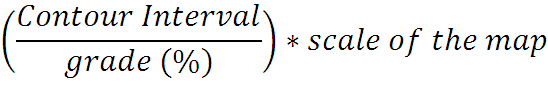 (Contour Interval / grade (%)) * scale of the map